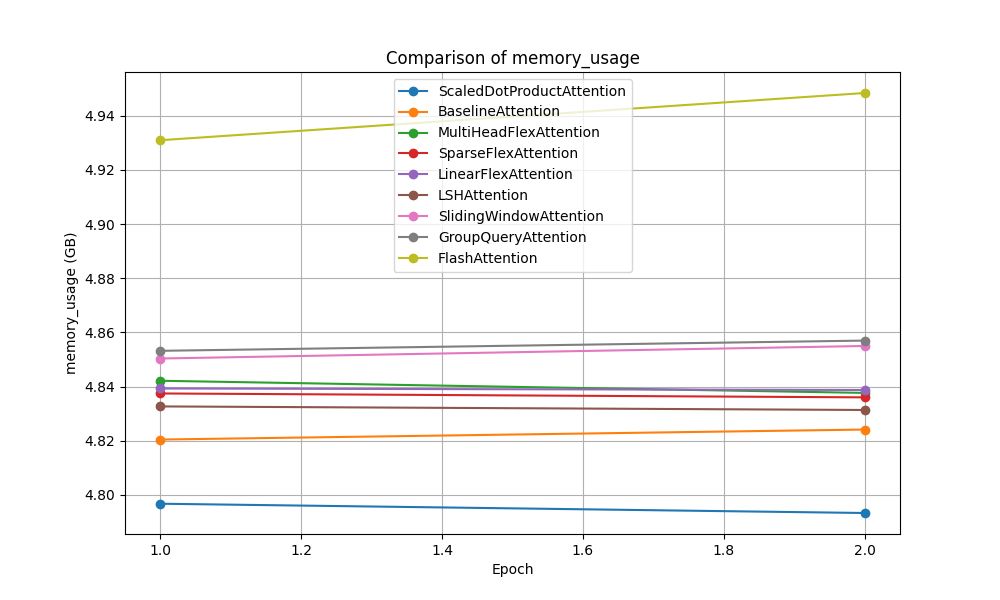 Comparison of memory_usage
memory_usage (GB)
4.94
4.92
4.90
4.88
4.86
4.84
4.82
4.80
ScaledDotProductAttention
BaselineAttention
MultiHeadFlexAttention
SparseFlexAttention
LinearFlexAttention
LSHAttention
SlidingWindowAttention
GroupQueryAttention
FlashAttention
1.0 1.2 1.4 1.6 1.8 2.0
Epoch